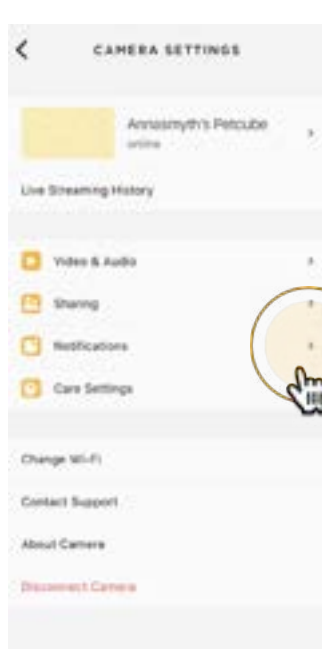 CAMERA SETTINGS
Annasmyth's Petcube
online
Live Streaming History
Video & Audio
Sharing
Notifications
Care Settings
Change Wi-Fi
Contact Support
About Camera
Disconnect Camera